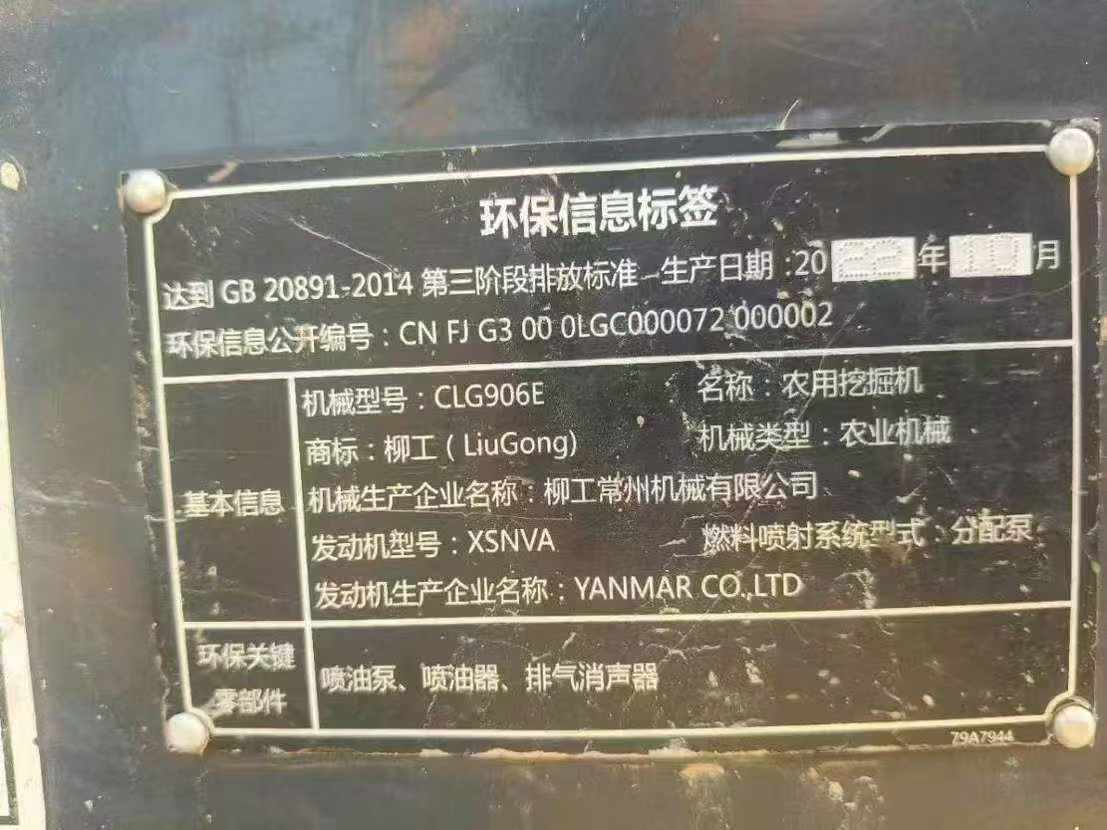 环保信息标签
达到 GB 20891-2014 第三阶段排放标准 生产日期:2022年10月
环保信息公开编号:CN FJ G3 00 0LGC000072 000002
机械型号:CLG906E 名称:农用挖掘机
商标:柳工(LiuGong) 机械类型:农业机械
基本信息
机械生产企业名称:柳工常州机械有限公司
发动机型号:XSNVA 燃料喷射系统型式:分配泵
发动机生产企业名称:YANMAR CO.,LTD
环保关键
零部件
喷油泵、喷油器、排气消声器
79A7944